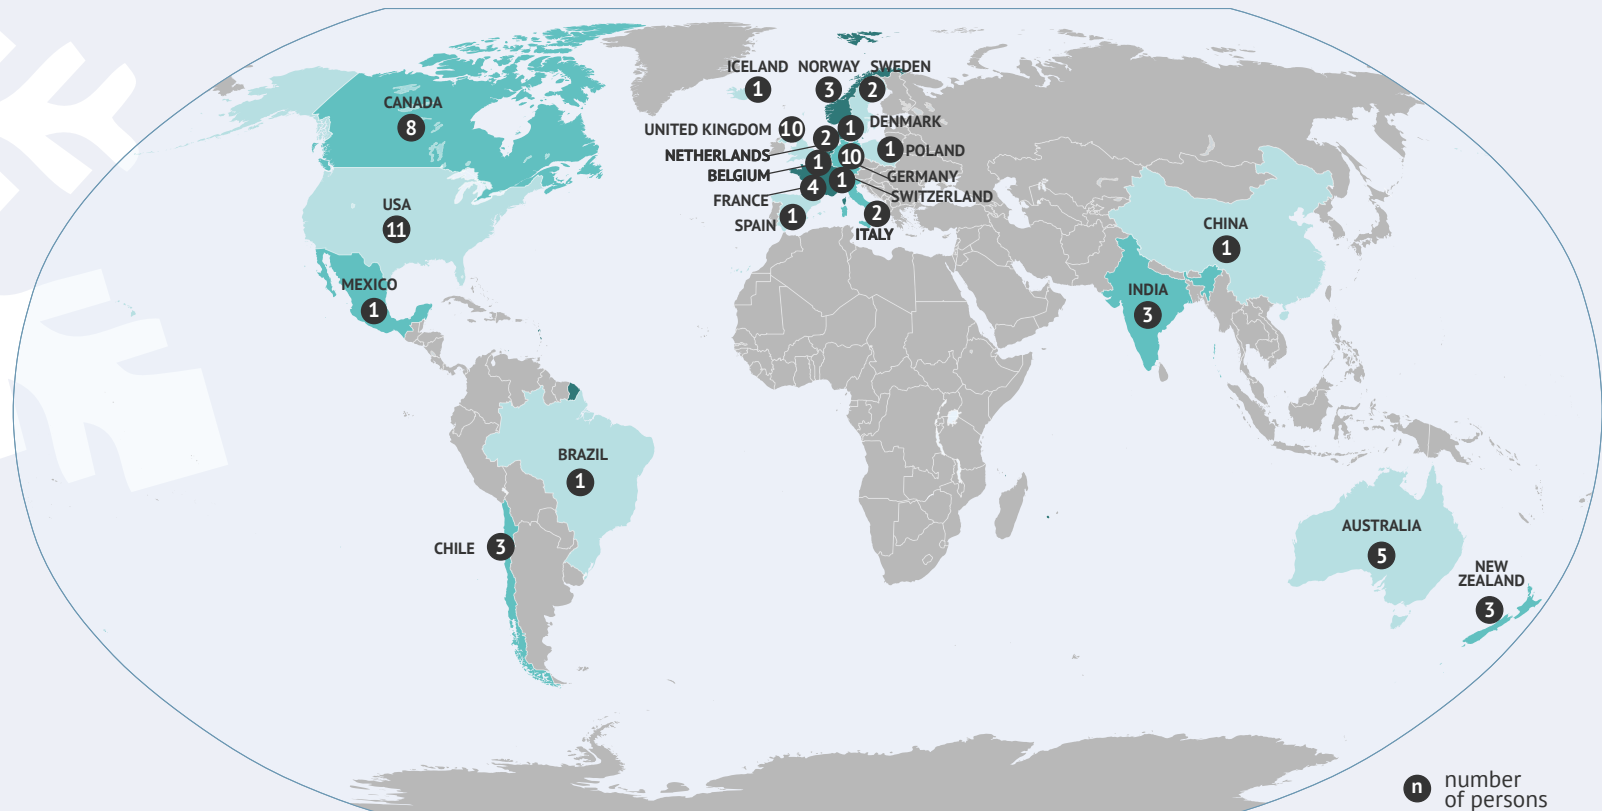 ICELAND
1
NORWAY
3
SWEDEN
2
CANADA
8
UNITED KINGDOM
10
DENMARK
1
NETHERLANDS
2
POLAND
1
BELGIUM
1
GERMANY
10
FRANCE
4
SWITZERLAND
1
SPAIN
1
ITALY
2
USA
11
MEXICO
1
CHINA
1
INDIA
3
BRAZIL
1
CHILE
3
AUSTRALIA
5
NEW
ZEALAND
3
n
number
of persons